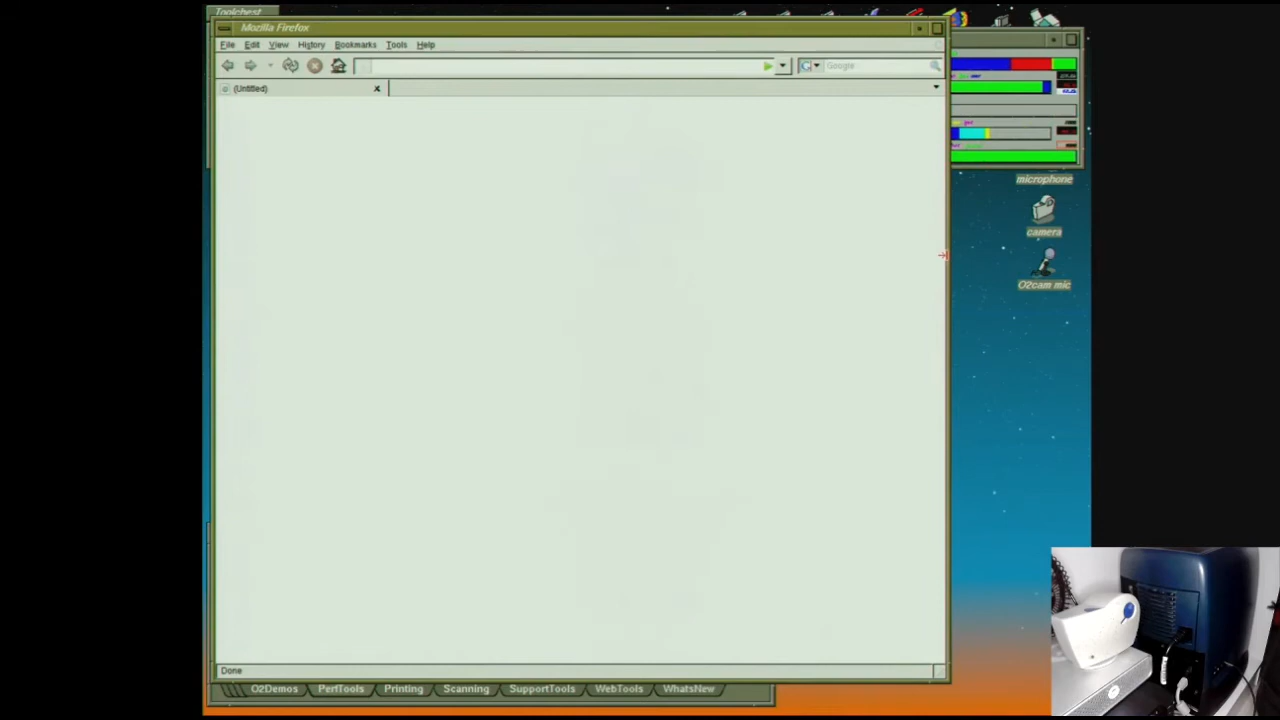 Toolchest
Mozilla Firefox
File Edit View History Bookmarks Tools Help
Google
(Untitled)
microphone
camera
O2cam mic
Done
O2Demos PerfTools Printing Scanning SupportTools WebTools WhatsNew